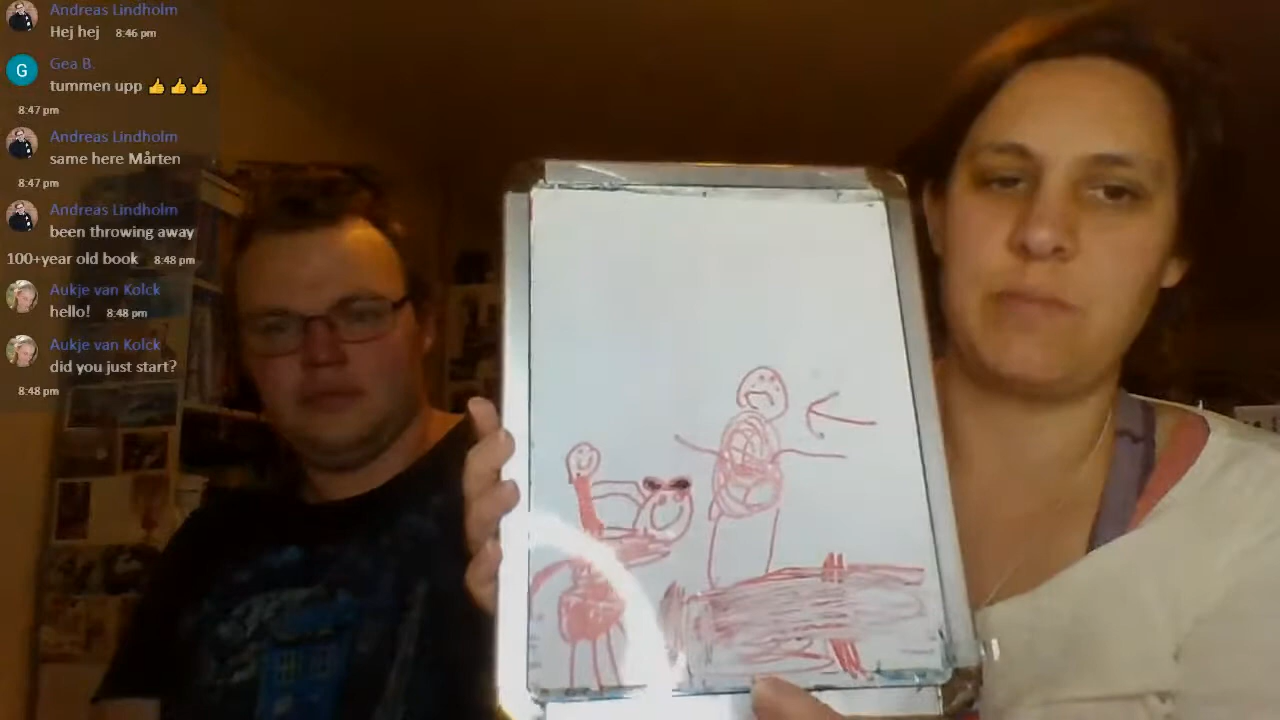 Andreas Lindholm
Hej hej 8:46 pm
G
Gea B.
tummen upp 👍👍👍
8:47 pm
Andreas Lindholm
same here Mårten
8:47 pm
Andreas Lindholm
been throwing away
100+year old book 8:48 pm
Aukje van Kolck
hello! 8:48 pm
Aukje van Kolck
did you just start?
8:48 pm